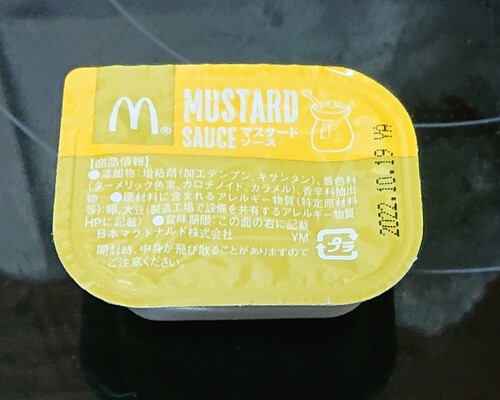 M®
MUSTARD
SAUCE マスタード
ソース
【商品情報】
●添加物:増粘剤(加工デンプン、キサンタン)、着色料
(ターメリック色素、カロチノイド、カラメル)、香辛料抽出
物 ●原材料に含まれるアレルギー物質(特定原材料
等):卵、大豆(製造工場で設備を共有するアレルギー物質
HPに記載) ●賞味期限:この面の右に記載
日本マクドナルド株式会社 YM
開封時、中身が飛び散ることがありますので
ご注意ください。
プラ
2022.10.19 YA